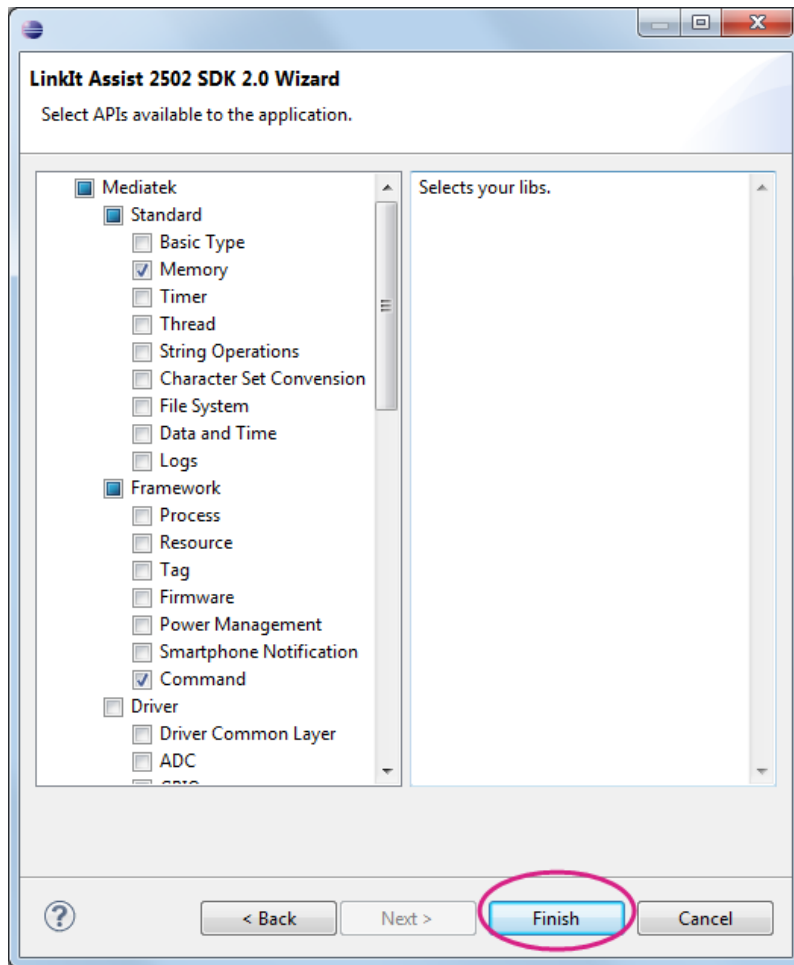 LinkIt Assist 2502 SDK 2.0 Wizard
Select APIs available to the application.
Mediatek
Standard
Basic Type
Memory
Timer
Thread
String Operations
Character Set Convension
File System
Data and Time
Logs
Framework
Process
Resource
Tag
Firmware
Power Management
Smartphone Notification
Command
Driver
Driver Common Layer
ADC
Selects your libs.
?
< Back
Next >
Finish
Cancel